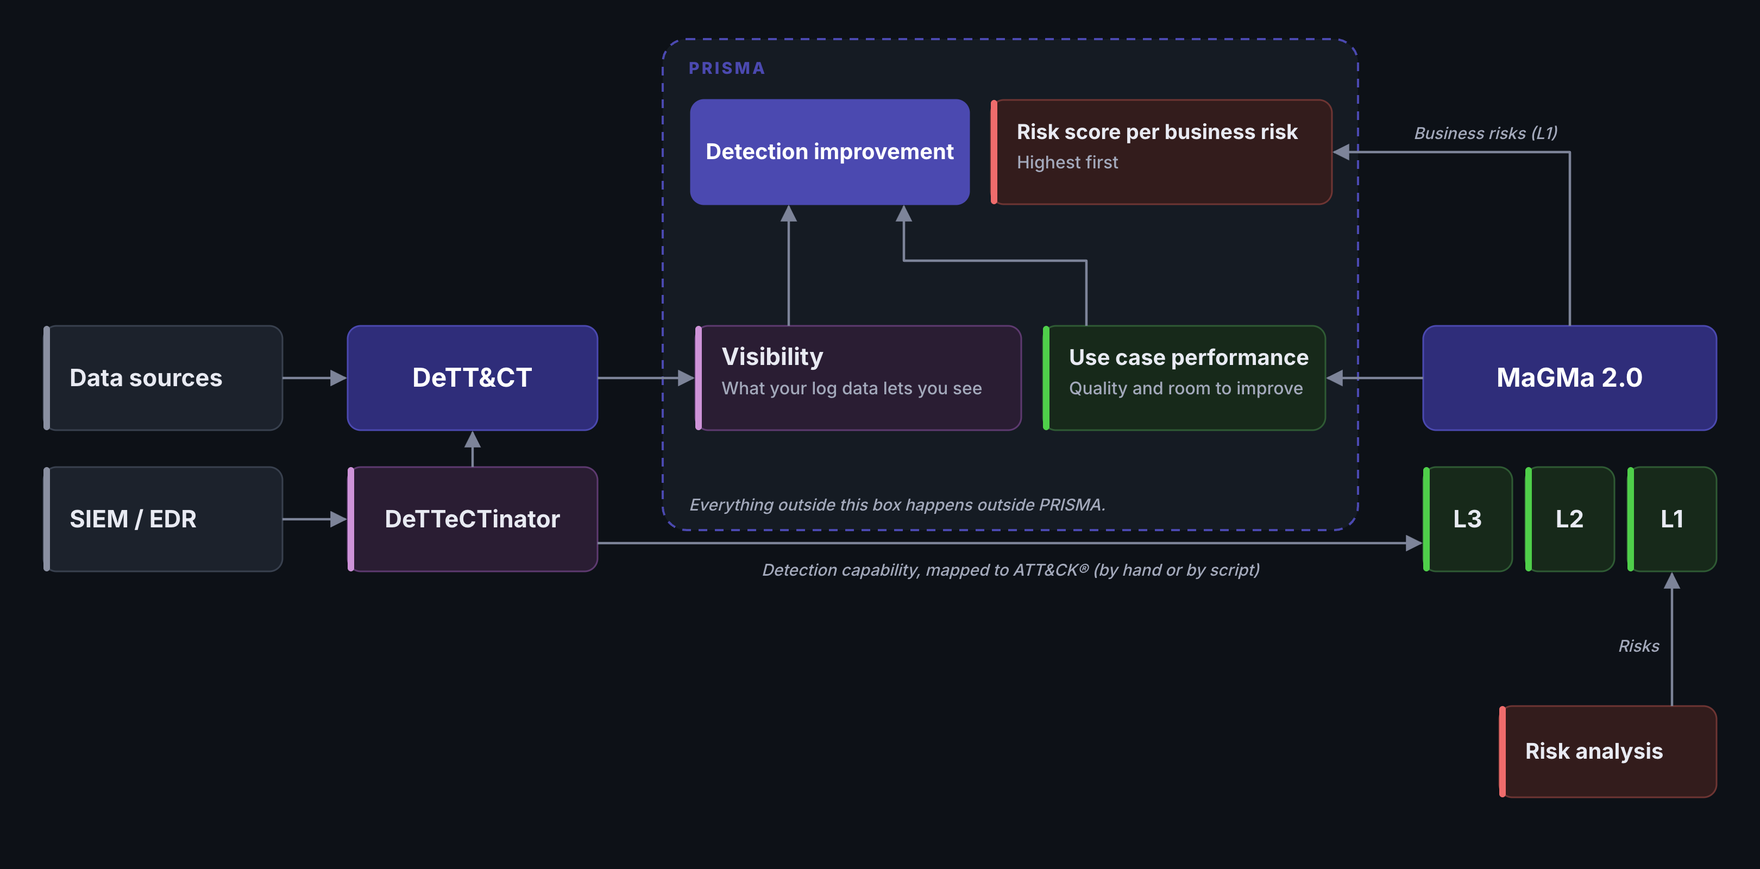 PRISMA
Detection improvement
Risk score per business risk
Highest first
Business risks (L1)
Data sources
DeTT&CT
Visibility
What your log data lets you see
Use case performance
Quality and room to improve
MaGMa 2.0
SIEM / EDR
DeTTeCTinator
Everything outside this box happens outside PRISMA.
L3
L2
L1
Detection capability, mapped to ATT&CK® (by hand or by script)
Risks
Risk analysis